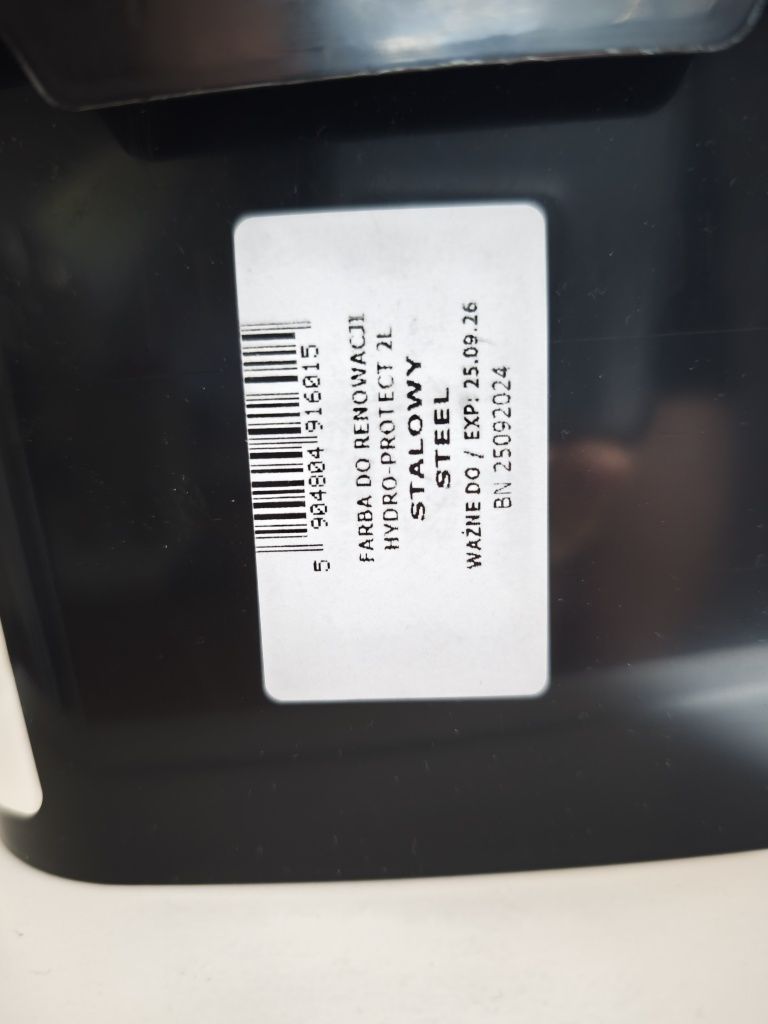 5 904804 916015
FARBA DO RENOWACJI
HYDRO-PROTECT 2L
STALOWY
STEEL
WAŻNE DO / EXP: 25.09.26
BN 25092024